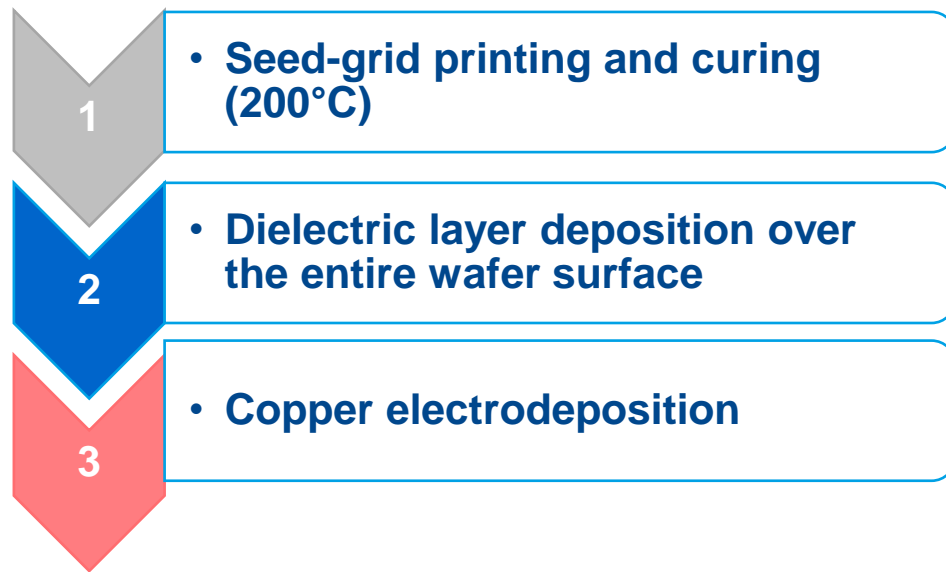 1
• Seed-grid printing and curing
(200°C)
2
• Dielectric layer deposition over
the entire wafer surface
3
• Copper electrodeposition